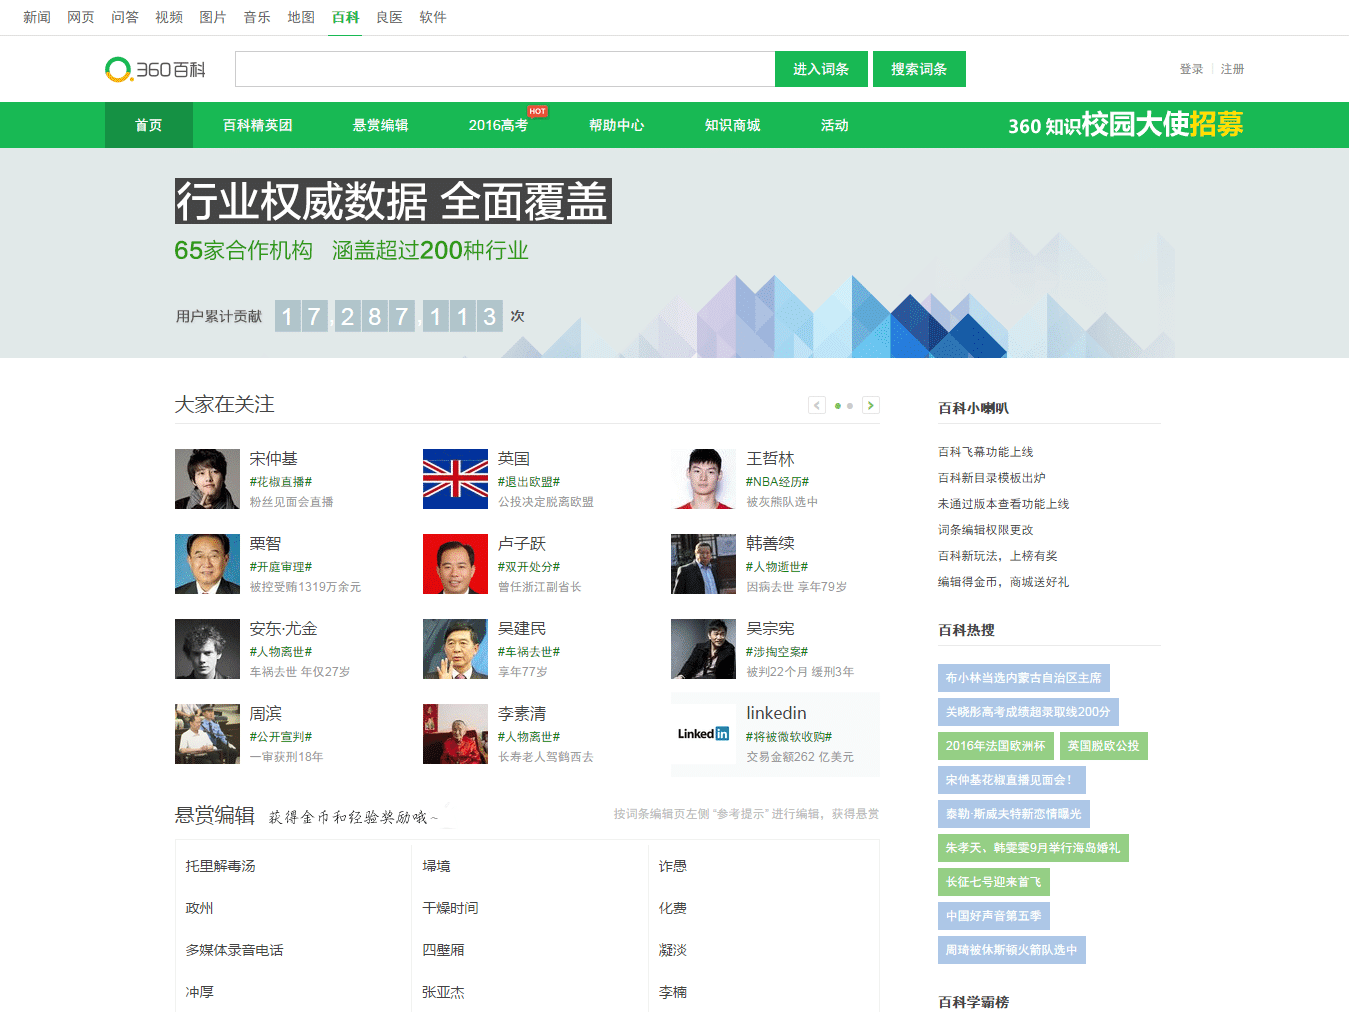 新闻 网页 问答 视频 图片 音乐 地图 百科 良医 软件
360百科 进入词条 搜索词条 登录 注册
首页 百科精英团 悬赏编辑 2016高考 HOT 帮助中心 知识商城 活动 360 知识校园大使招募
行业权威数据 全面覆盖
65家合作机构 涵盖超过200种行业
用户累计贡献 17,287,113 次
大家在关注
宋仲基
#花椒直播#
粉丝见面会直播
英国
#退出欧盟#
公投决定脱离欧盟
王哲林
#NBA经历#
被灰熊队选中
栗智
#开庭审理#
被控受贿1319万余元
卢子跃
#双开处分#
曾任浙江副省长
韩善续
#人物逝世#
因病去世 享年79岁
安东·尤金
#人物离世#
车祸去世 年仅27岁
吴建民
#车祸去世#
享年77岁
吴宗宪
#涉掏空案#
被判22个月 缓刑3年
周滨
#公开宣判#
一审获刑18年
李素清
#人物离世#
长寿老人驾鹤西去
Linked in
linkedin
#将被微软收购#
交易金额262 亿美元
悬赏编辑 获得金币和经验奖励哦~ 按词条编辑页左侧 “参考提示” 进行编辑，获得悬赏
托里解毒汤 埽境 诈愚
政州 干燥时间 化费
多媒体录音电话 四壁厢 凝淡
冲厚 张亚杰 李楠
百科小喇叭
百科飞幕功能上线
百科新目录模板出炉
未通过版本查看功能上线
词条编辑权限更改
百科新玩法，上榜有奖
编辑得金币，商城送好礼
百科热搜
布小林当选内蒙古自治区主席
关晓彤高考成绩超录取线200分
2016年法国欧洲杯 英国脱欧公投
宋仲基花椒直播见面会！
泰勒·斯威夫特新恋情曝光
朱孝天、韩雯雯9月举行海岛婚礼
长征七号迎来首飞
中国好声音第五季
周琦被休斯顿火箭队选中
百科学霸榜